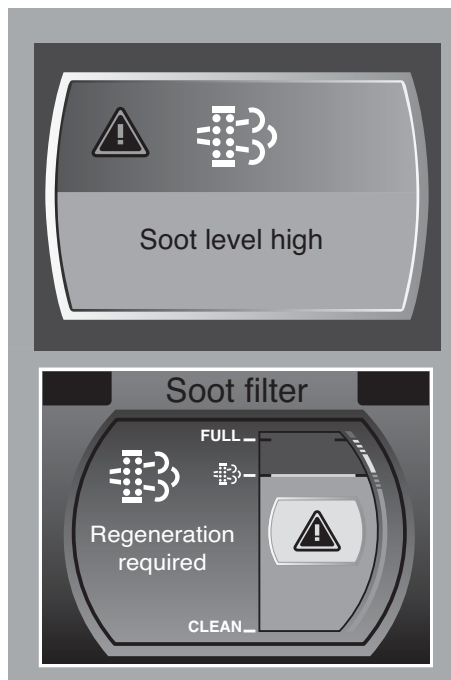 Soot level high
Soot filter
FULL
Regeneration
required
CLEAN